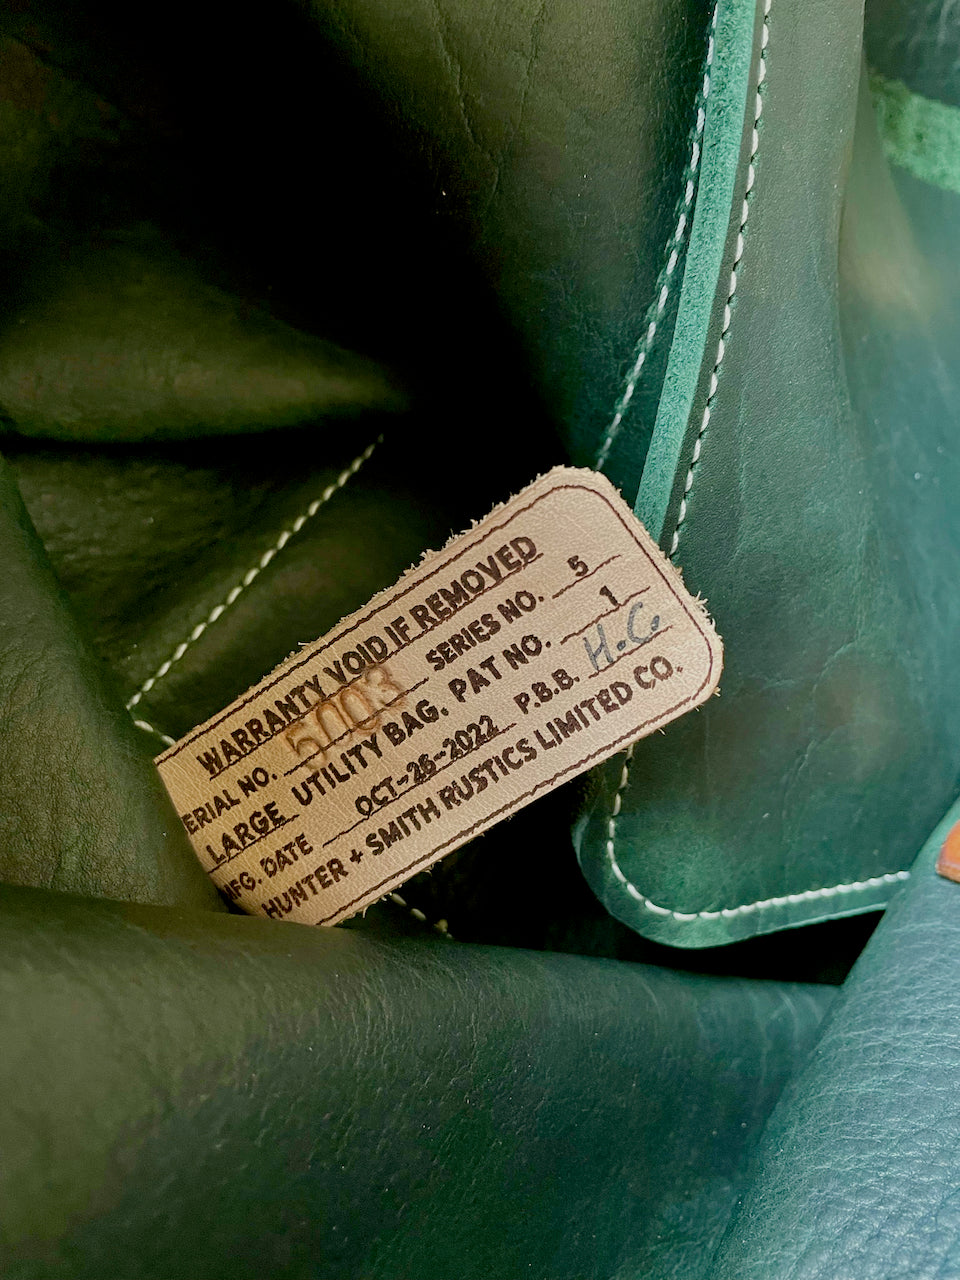 WARRANTY VOID IF REMOVED
ERIAL NO. 5003 SERIES NO. 5
LARGE UTILITY BAG. PAT NO. 1
MFG. DATE OCT-26-2022 P.B.B. H.C.
HUNTER + SMITH RUSTICS LIMITED CO.